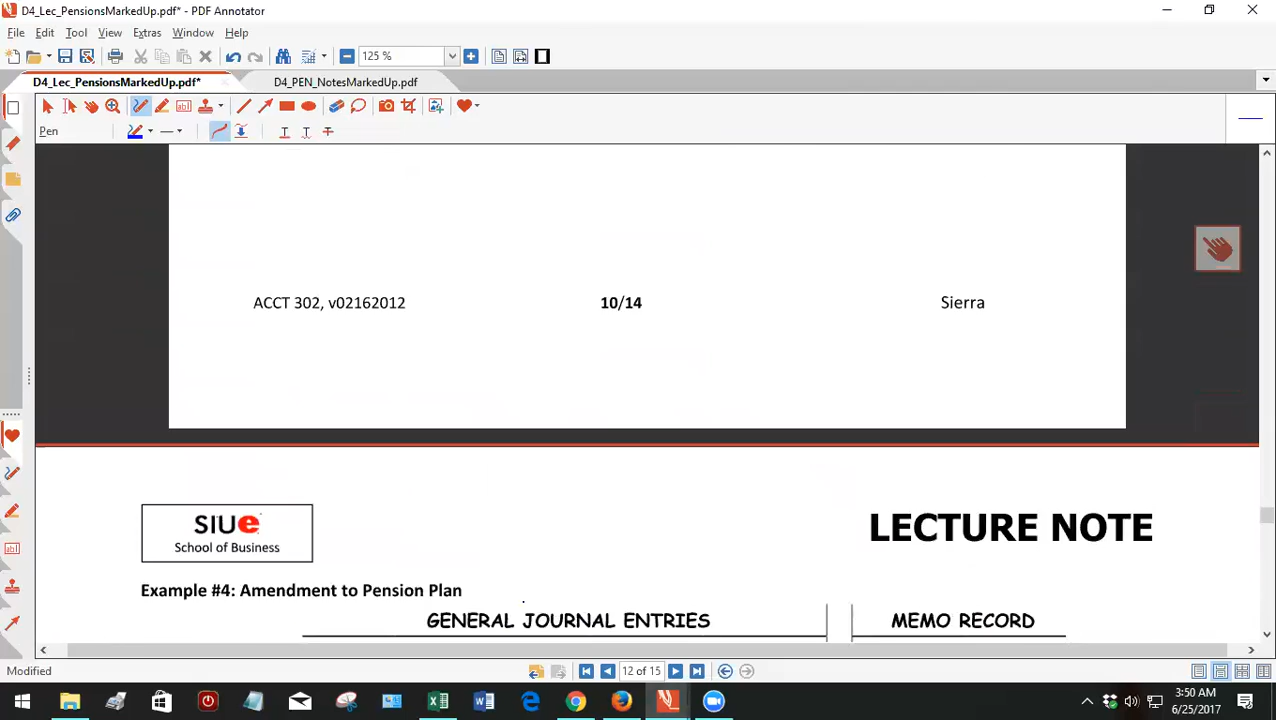 D4_Lec_PensionsMarkedUp.pdf* - PDF Annotator
File Edit Tool View Extras Window Help
125 %
D4_Lec_PensionsMarkedUp.pdf* D4_PEN_NotesMarkedUp.pdf
Pen
ACCT 302, v02162012 10/14 Sierra
SIUe
School of Business
LECTURE NOTE
Example #4: Amendment to Pension Plan
GENERAL JOURNAL ENTRIES MEMO RECORD
Modified 12 of 15
3:50 AM
6/25/2017